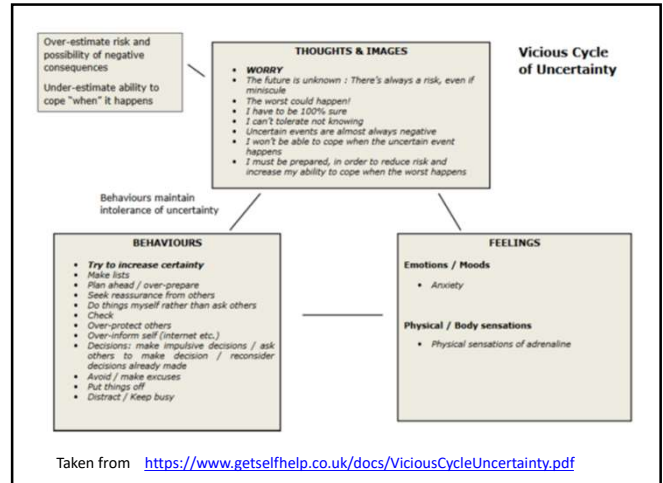 Over-estimate risk and
possibility of negative
consequences
Under-estimate ability to
cope "when" it happens
THOUGHTS & IMAGES
• WORRY
• The future is unknown : There's always a risk, even if
miniscule
• The worst could happen!
• I have to be 100% sure
• I can't tolerate not knowing
• Uncertain events are almost always negative
• I won't be able to cope when the uncertain event
happens
• I must be prepared, in order to reduce risk and
increase my ability to cope when the worst happens
Vicious Cycle
of Uncertainty
Behaviours maintain
intolerance of uncertainty
BEHAVIOURS
• Try to increase certainty
• Make lists
• Plan ahead / over-prepare
• Seek reassurance from others
• Do things myself rather than ask others
• Check
• Over-protect others
• Over-inform self (internet etc.)
• Decisions: make impulsive decisions / ask
others to make decision / reconsider
decisions already made
• Avoid / make excuses
• Put things off
• Distract / Keep busy
FEELINGS
Emotions / Moods
• Anxiety
Physical / Body sensations
• Physical sensations of adrenaline
Taken from https://www.getselfhelp.co.uk/docs/ViciousCycleUncertainty.pdf